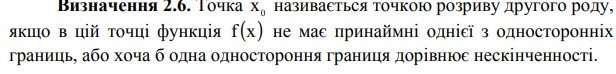 Визначення 2.6. Точка x₀ називається точкою розриву другого роду,
якщо в цій точці функція f(x) не має принаймні однієї з односторонніх
границь, або хоча б одна одностороння границя дорівнює нескінченності.